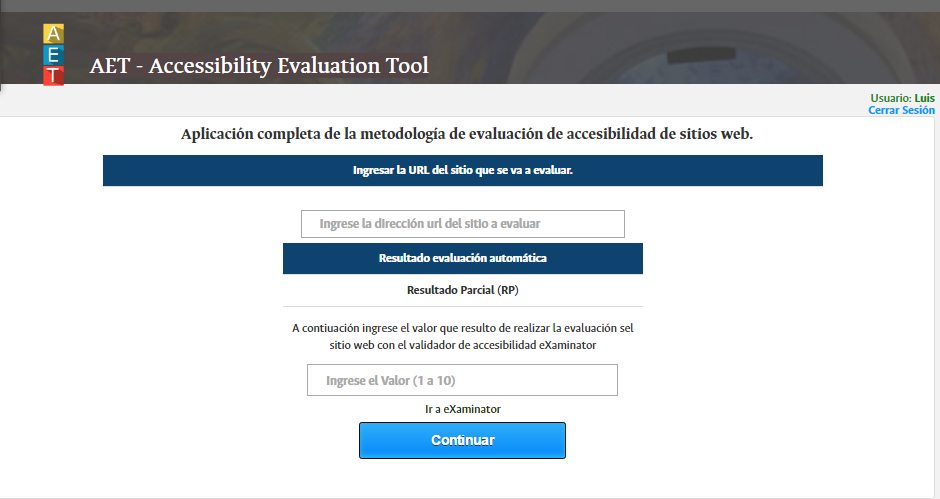 A
E
T
AET - Accessibility Evaluation Tool
Usuario: Luis
Cerrar Sesión
Aplicación completa de la metodología de evaluación de accesibilidad de sitios web.
Ingresar la URL del sitio que se va a evaluar.
Ingrese la dirección url del sitio a evaluar
Resultado evaluación automática
Resultado Parcial (RP)
A contiuación ingrese el valor que resulto de realizar la evaluación sel
sitio web con el validador de accesibilidad eXaminator
Ingrese el Valor (1 a 10)
Ir a eXaminator
Continuar